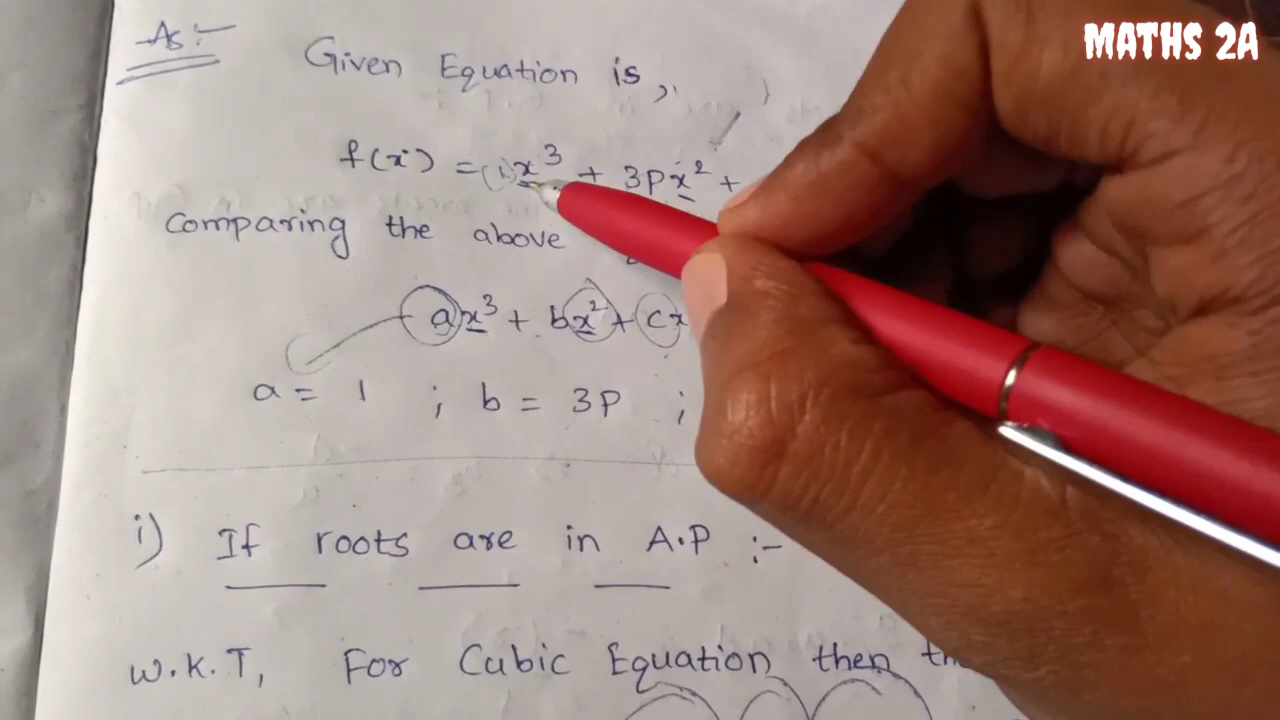 MATHS 2A
As:-
Given Equation is,
f(x) = (1)x³ + 3px² +
Comparing the above
ax³ + bx² + cx
a = 1 ; b = 3p ;
i) If roots are in A.P :-
W.K.T, For Cubic Equation then